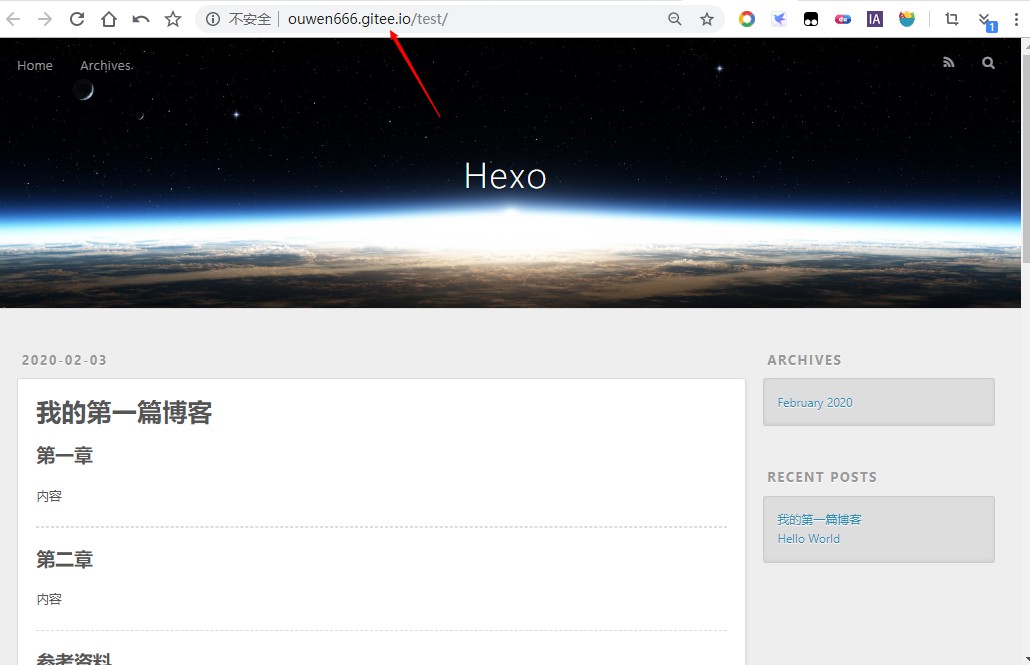 不安全 ouwen666.gitee.io/test/
du IA 1
Home Archives
Hexo
2020-02-03
我的第一篇博客
第一章
内容
第二章
内容
参考资料
ARCHIVES
February 2020
RECENT POSTS
我的第一篇博客
Hello World